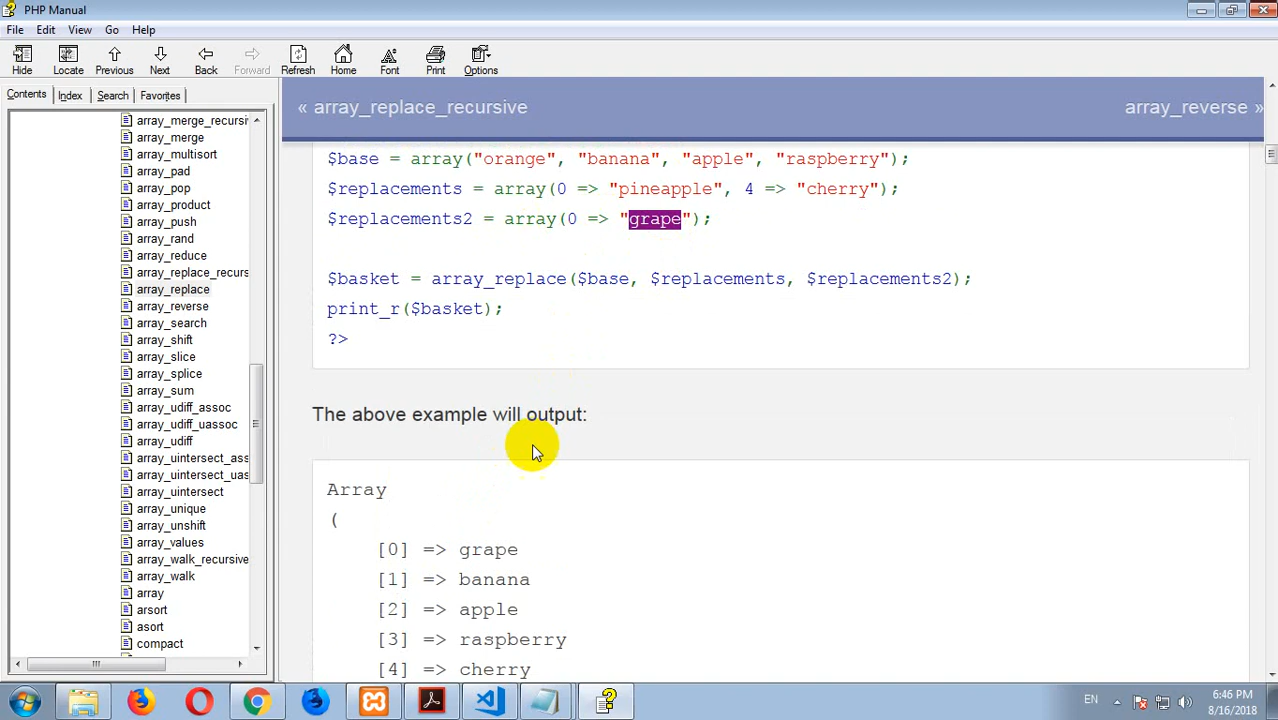 PHP Manual
File Edit View Go Help
Hide Locate Previous Next Back Forward Refresh Home Font Print Options
Contents Index Search Favorites
« array_replace_recursive array_reverse »
array_merge_recursi
array_merge
array_multisort
array_pad
array_pop
array_product
array_push
array_rand
array_reduce
array_replace_recurs
array_replace
array_reverse
array_search
array_shift
array_slice
array_splice
array_sum
array_udiff_assoc
array_udiff_uassoc
array_udiff
array_uintersect_ass
array_uintersect_uas
array_uintersect
array_unique
array_unshift
array_values
array_walk_recursive
array_walk
array
arsort
asort
compact
$base = array("orange", "banana", "apple", "raspberry");
$replacements = array(0 => "pineapple", 4 => "cherry");
$replacements2 = array(0 => "grape");
$basket = array_replace($base, $replacements, $replacements2);
print_r($basket);
?>
The above example will output:
Array
(
[0] => grape
[1] => banana
[2] => apple
[3] => raspberry
[4] => cherry
EN
6:46 PM
8/16/2018